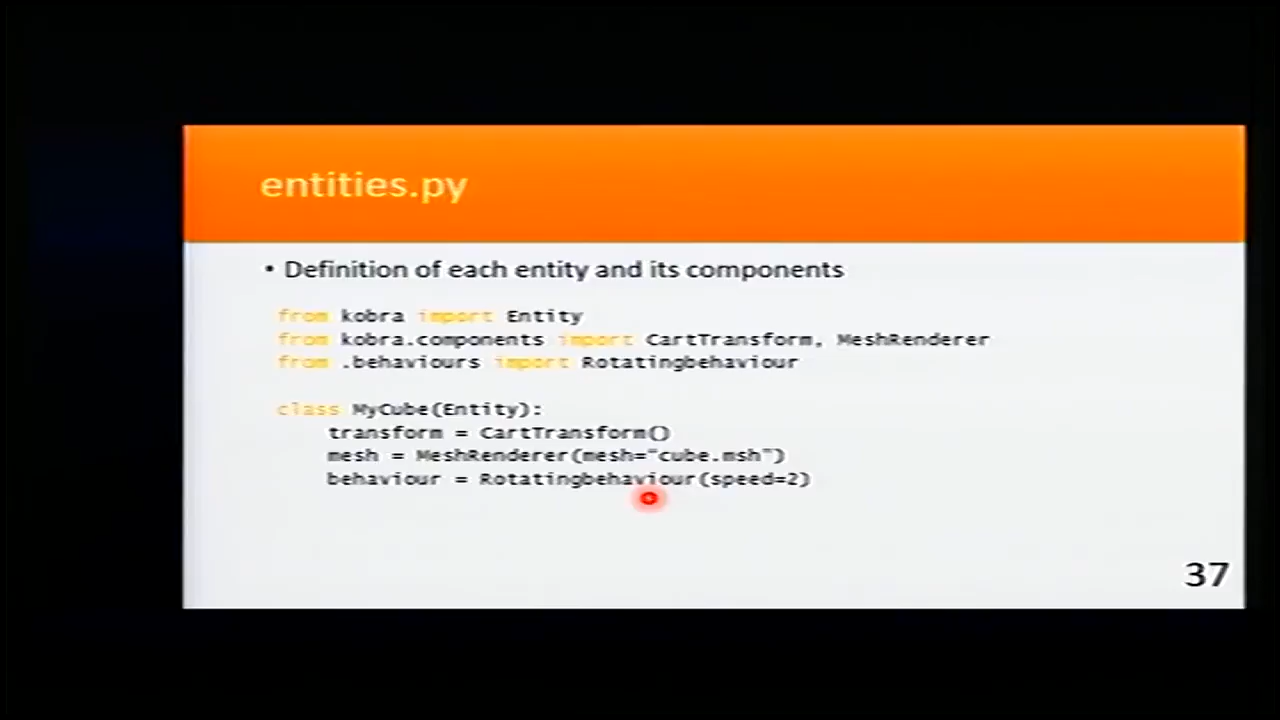 entities.py
• Definition of each entity and its components
from kobra import Entity
from kobra.components import CartTransform, MeshRenderer
from .behaviours import Rotatingbehaviour
class MyCube(Entity):
transform = CartTransform()
mesh = MeshRenderer(mesh="cube.msh")
behaviour = Rotatingbehaviour(speed=2)
37